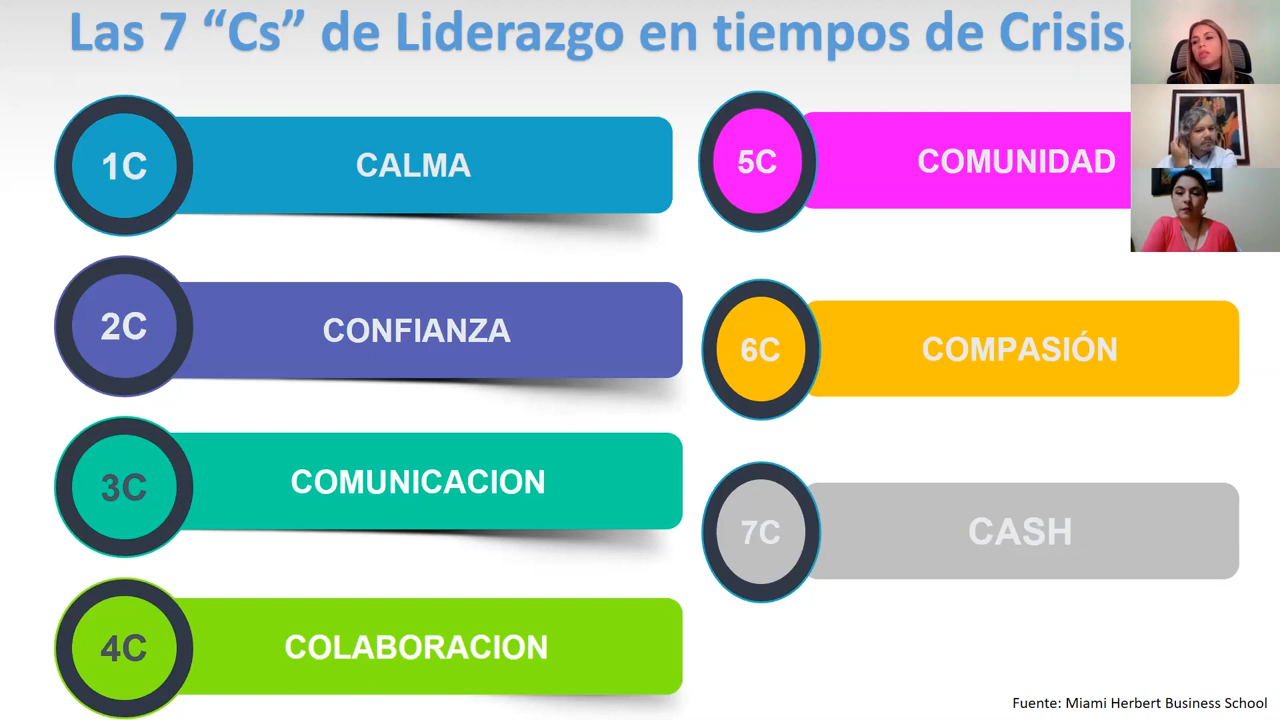 Las 7 “Cs” de Liderazgo en tiempos de Crisis.
1C
CALMA
2C
CONFIANZA
3C
COMUNICACION
4C
COLABORACION
5C
COMUNIDAD
6C
COMPASIÓN
7C
CASH
Fuente: Miami Herbert Business School